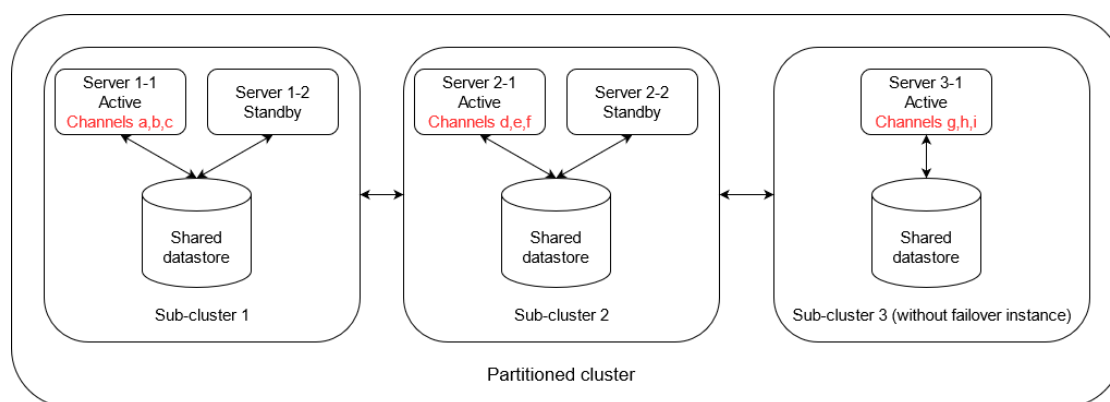 Server 1-1
Active
Channels a,b,c
Server 1-2
Standby
Shared
datastore
Sub-cluster 1
Server 2-1
Active
Channels d,e,f
Server 2-2
Standby
Shared
datastore
Sub-cluster 2
Server 3-1
Active
Channels g,h,i
Shared
datastore
Sub-cluster 3 (without failover instance)
Partitioned cluster